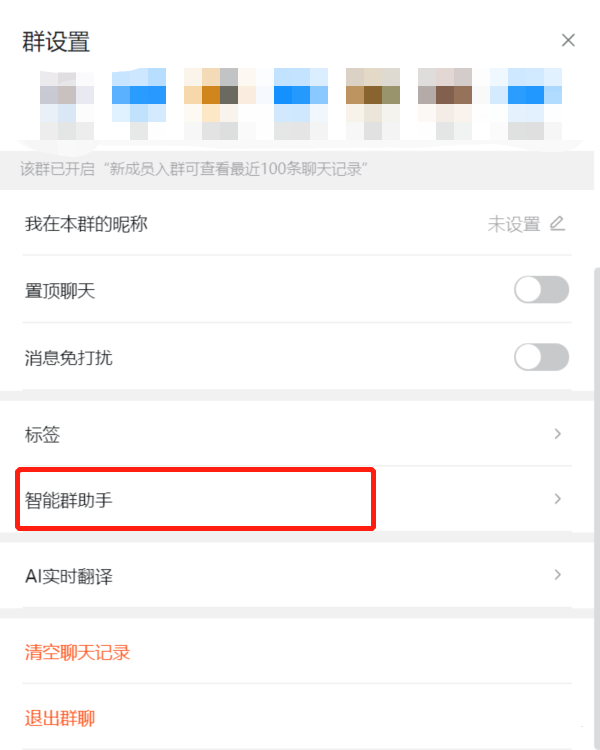 群设置
该群已开启“新成员入群可查看最近100条聊天记录”
我在本群的昵称 未设置
置顶聊天
消息免打扰
标签
智能群助手
AI实时翻译
清空聊天记录
退出群聊